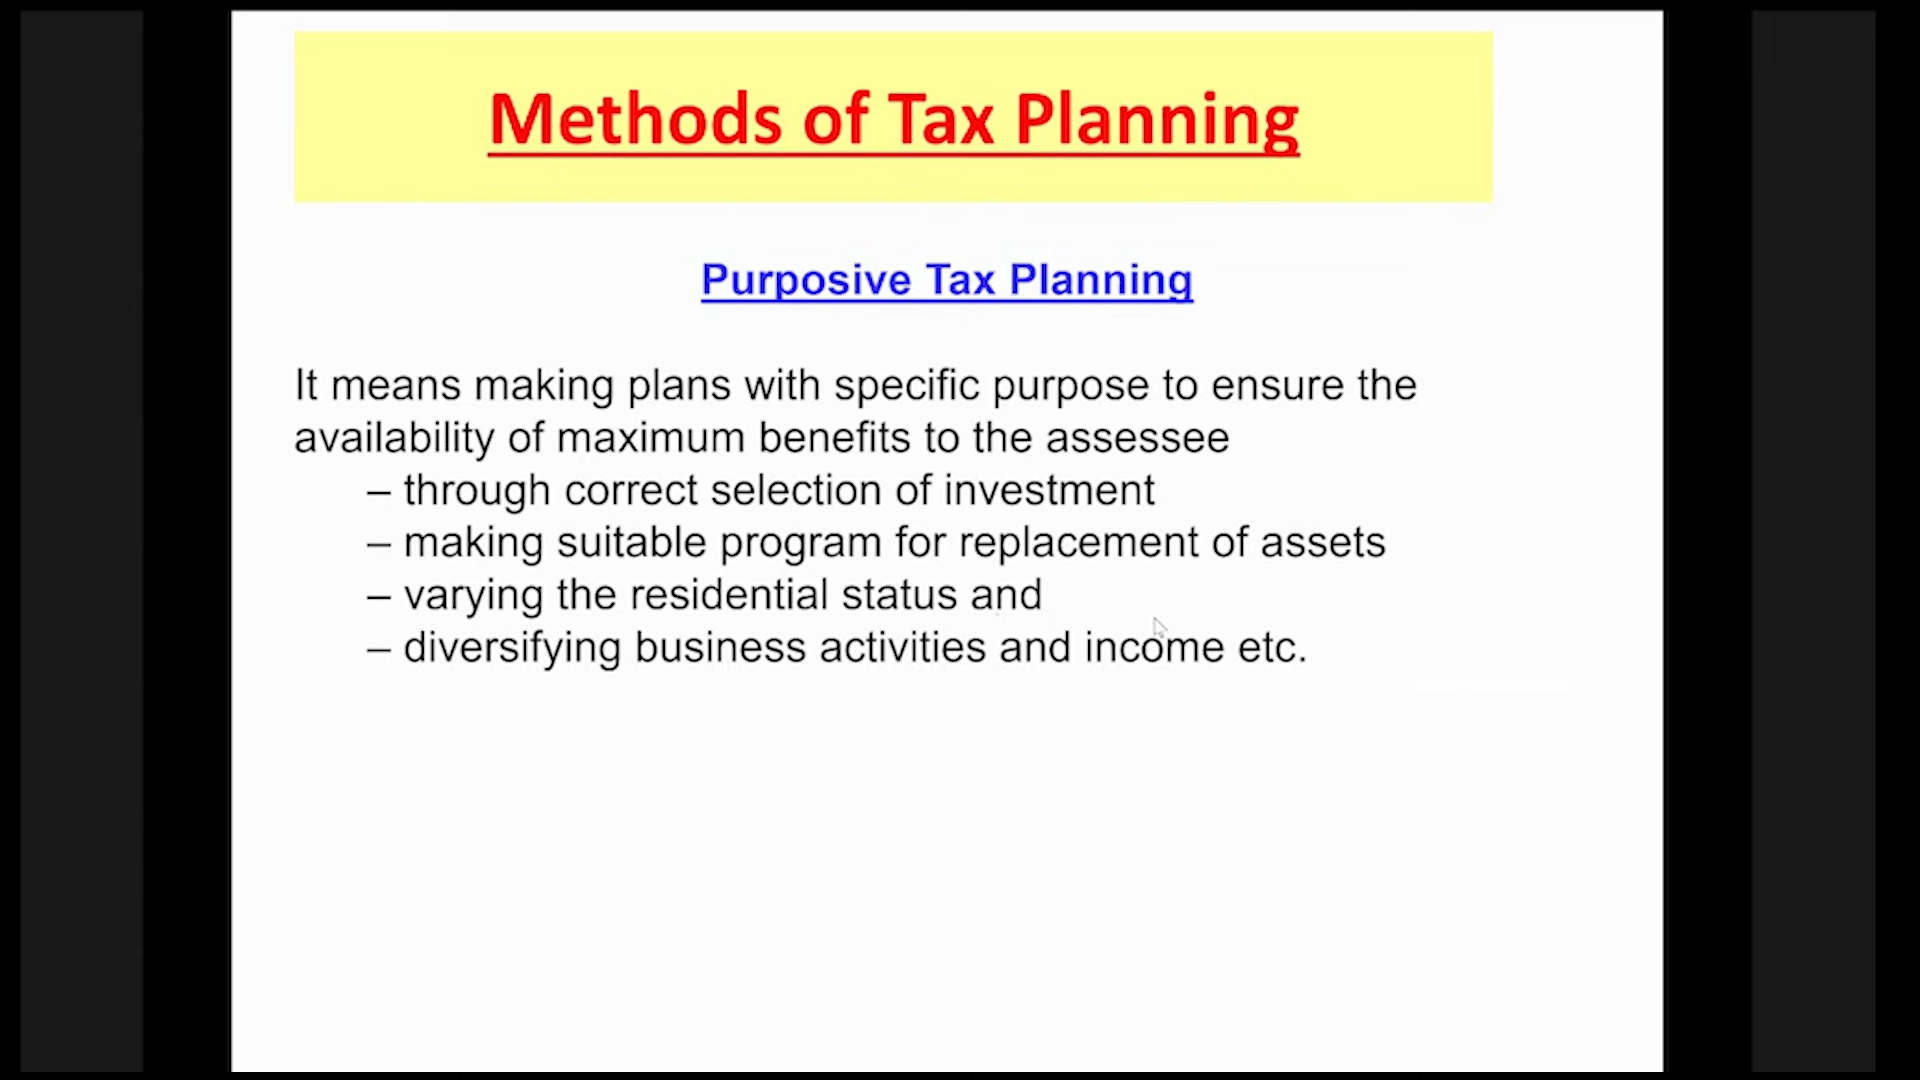 Methods of Tax Planning
Purposive Tax Planning
It means making plans with specific purpose to ensure the
availability of maximum benefits to the assessee
– through correct selection of investment
– making suitable program for replacement of assets
– varying the residential status and
– diversifying business activities and income etc.